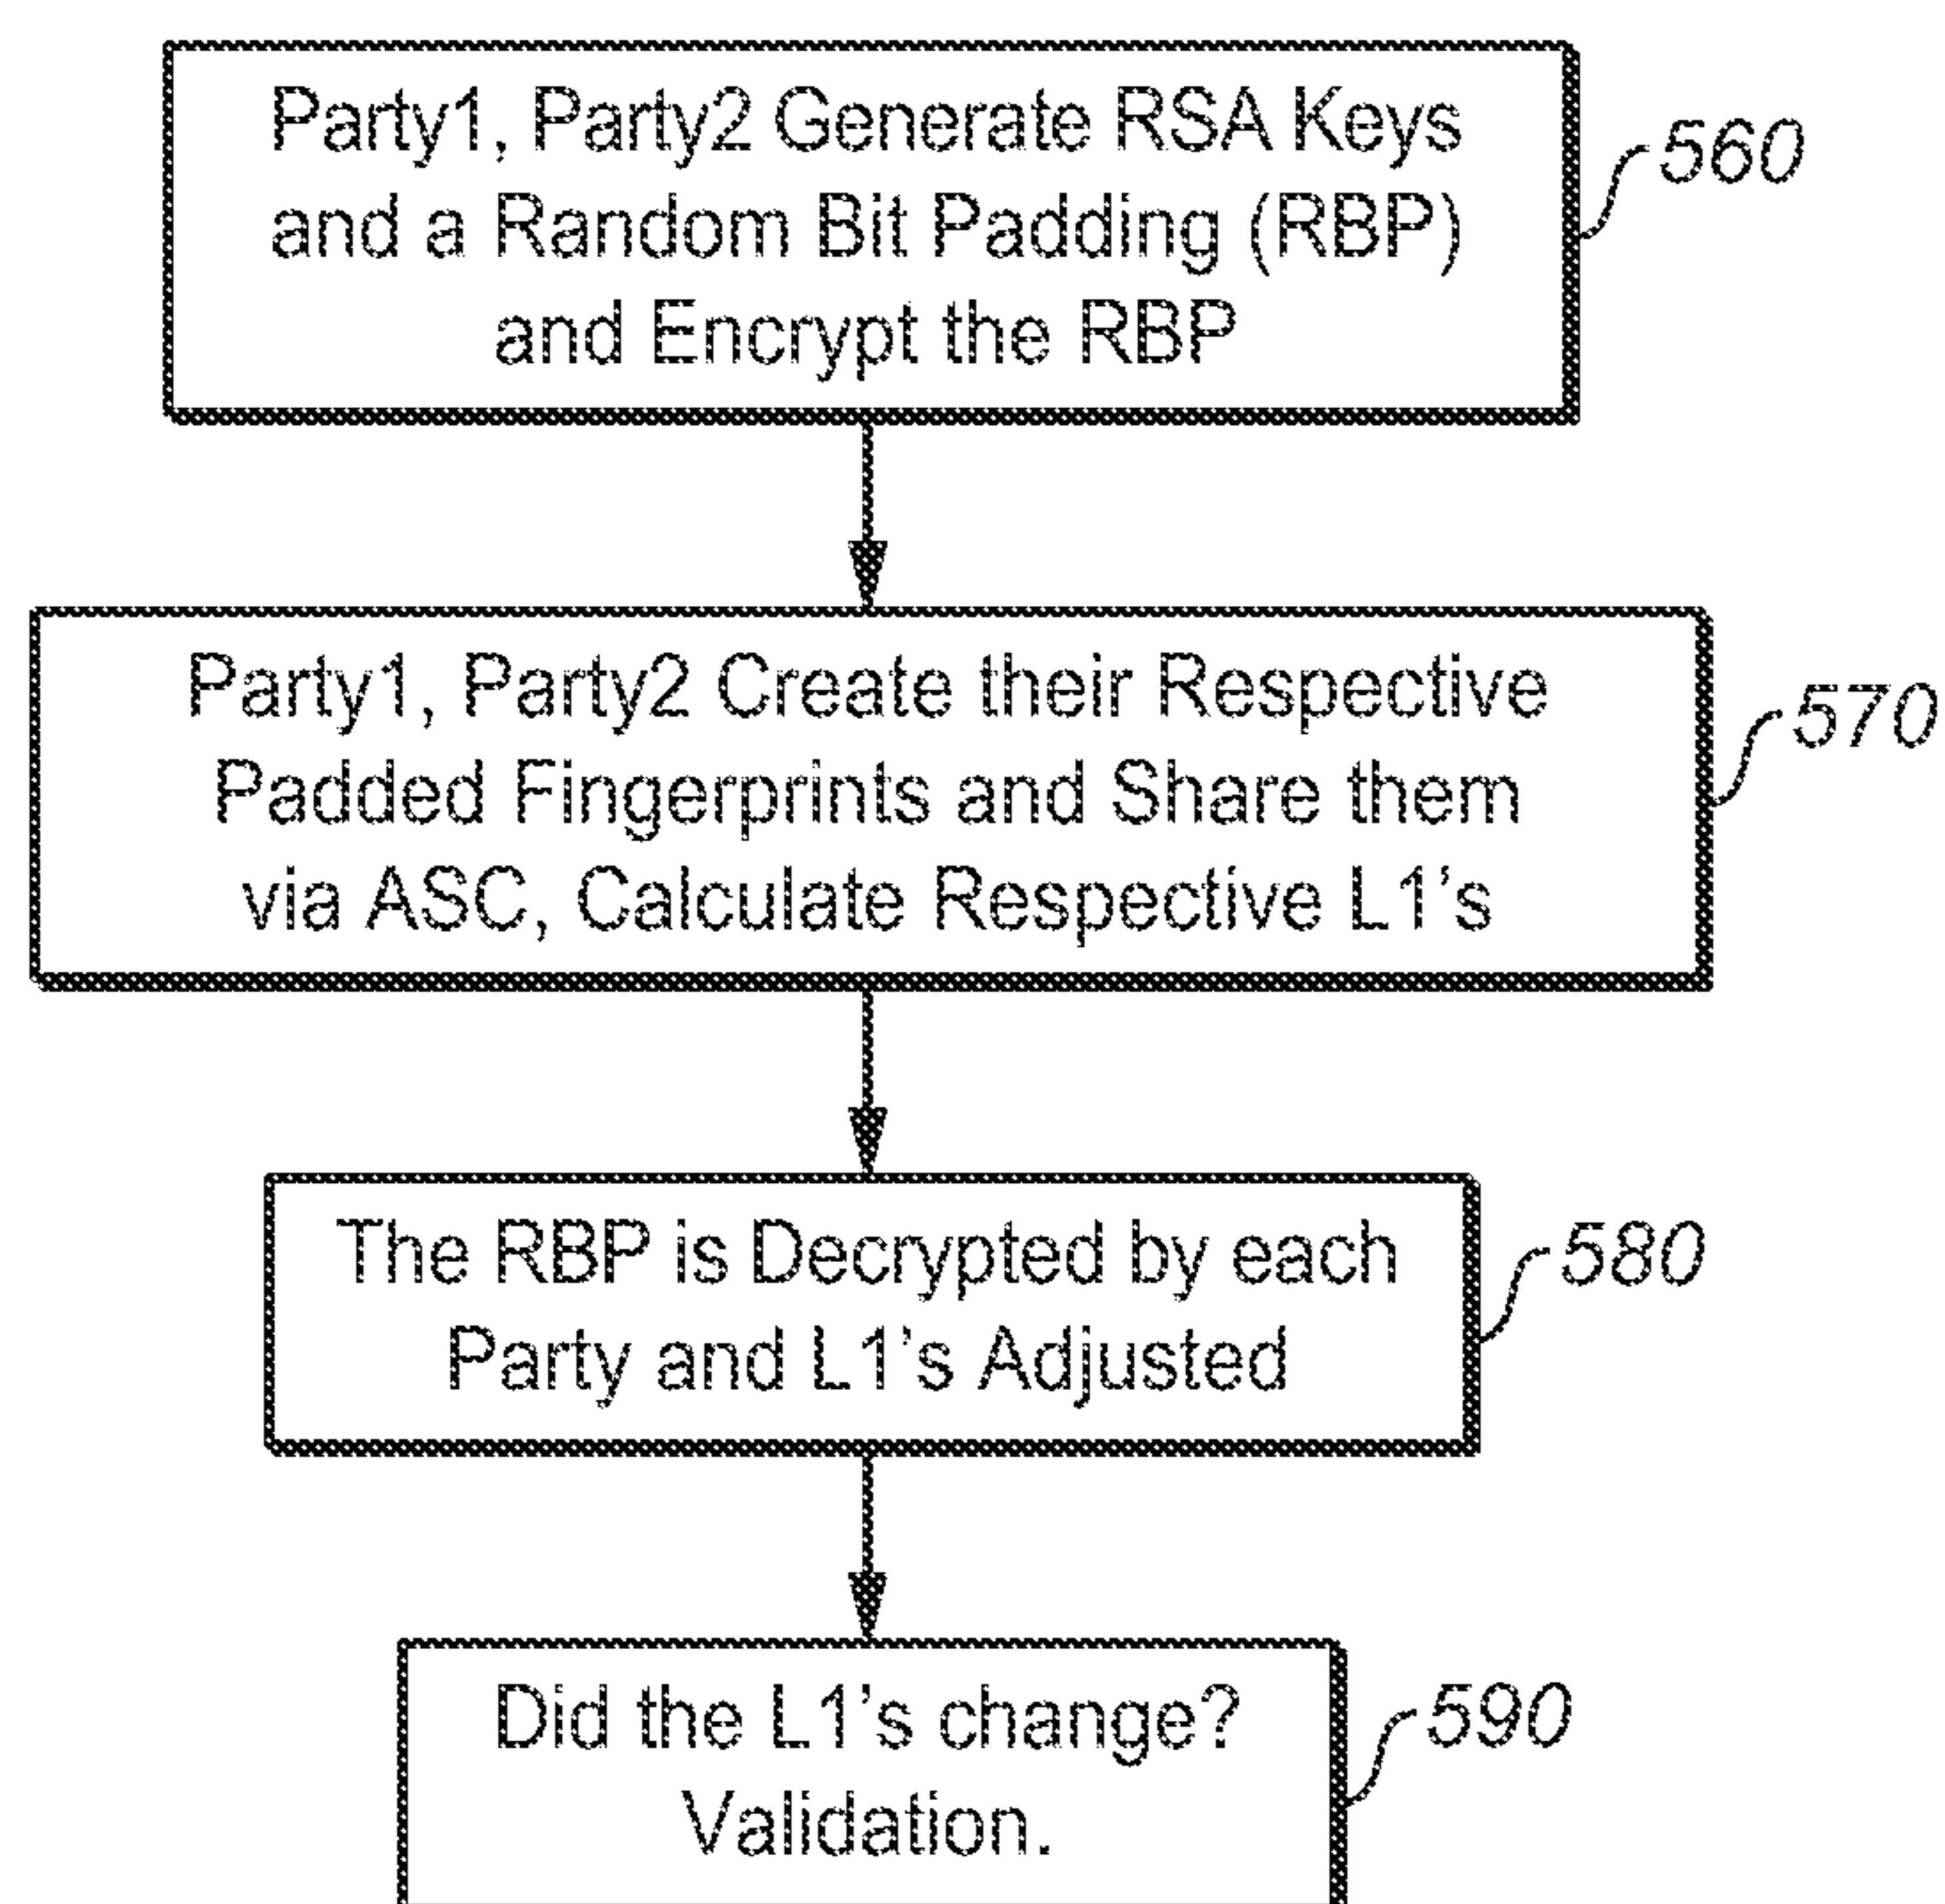 Party1, Party2 Generate RSA Keys
and a Random Bit Padding (RBP)
and Encrypt the RBP
560
Party1, Party2 Create their Respective
Padded Fingerprints and Share them
via ASC, Calculate Respective L1's
570
The RBP is Decrypted by each
Party and L1's Adjusted
580
Did the L1's change?
Validation.
590